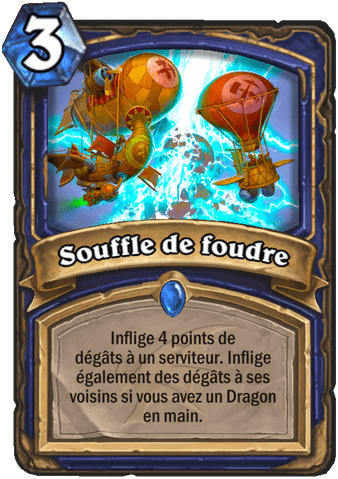 3
Souffle de foudre
Inflige 4 points de
dégâts à un serviteur. Inflige
également des dégâts à ses
voisins si vous avez un Dragon
en main.